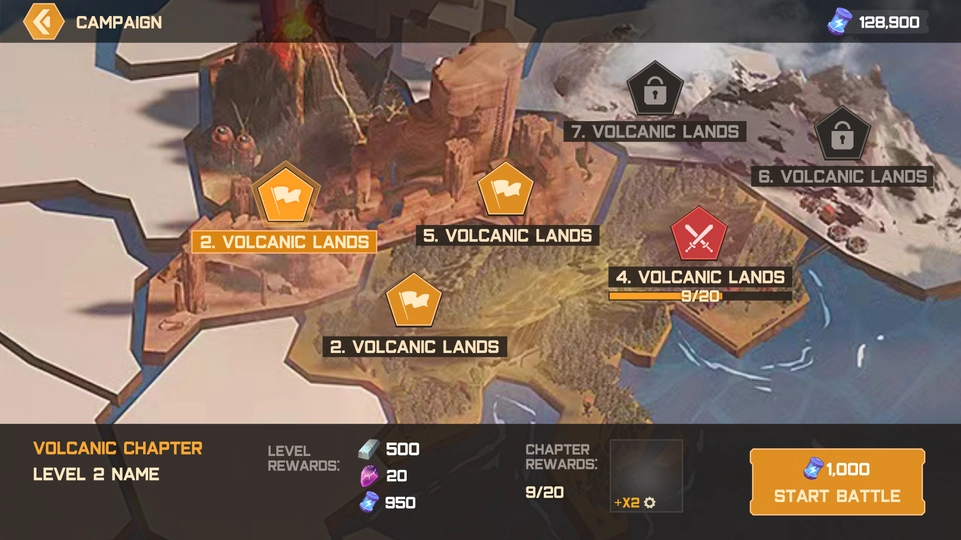 CAMPAIGN
128,900
7. VOLCANIC LANDS
6. VOLCANIC LANDS
2. VOLCANIC LANDS
5. VOLCANIC LANDS
4. VOLCANIC LANDS
9/20
2. VOLCANIC LANDS
VOLCANIC CHAPTER
LEVEL 2 NAME
LEVEL
REWARDS:
500
20
950
CHAPTER
REWARDS:
9/20
+X2
1,000
START BATTLE